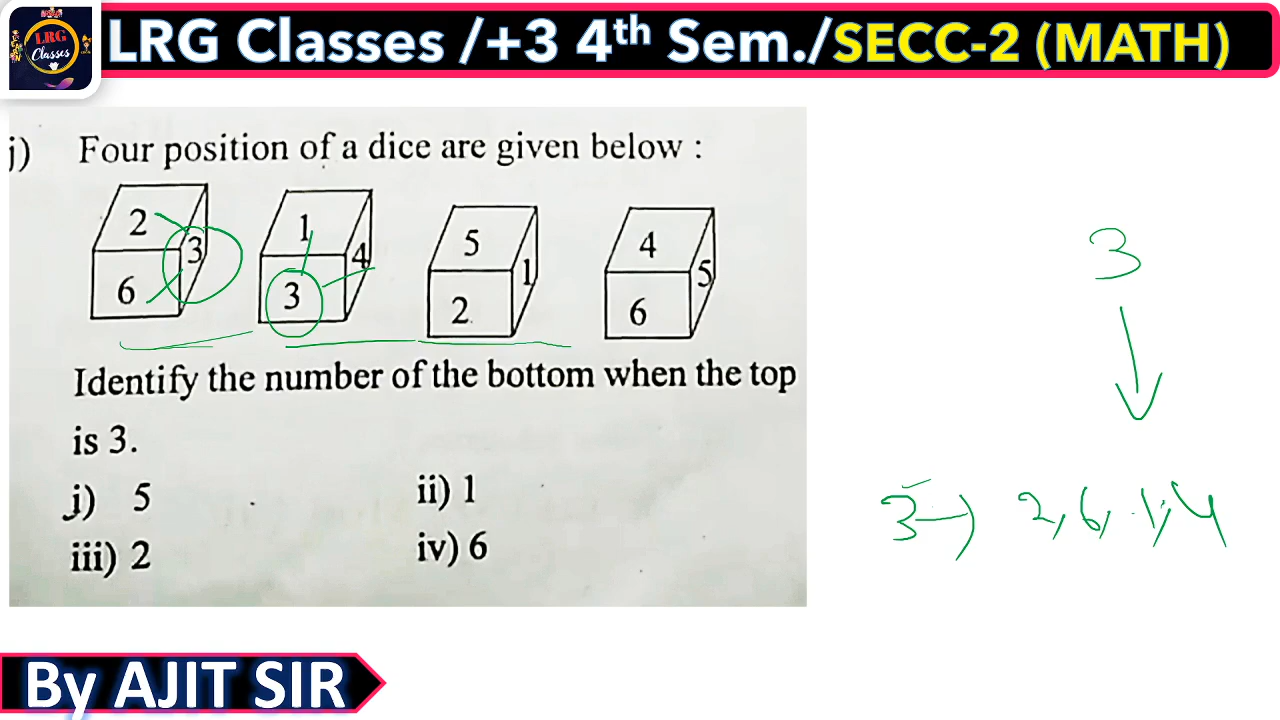 LRG Classes
LRG Classes /+3 4th Sem./SECC-2 (MATH)
j) Four position of a dice are given below :
2 3 6
1 4 3
5 1 2
4 5 6
Identify the number of the bottom when the top
is 3.
i) 5 ii) 1
iii) 2 iv) 6
3
3 → 2, 6, 1, 4
By AJIT SIR